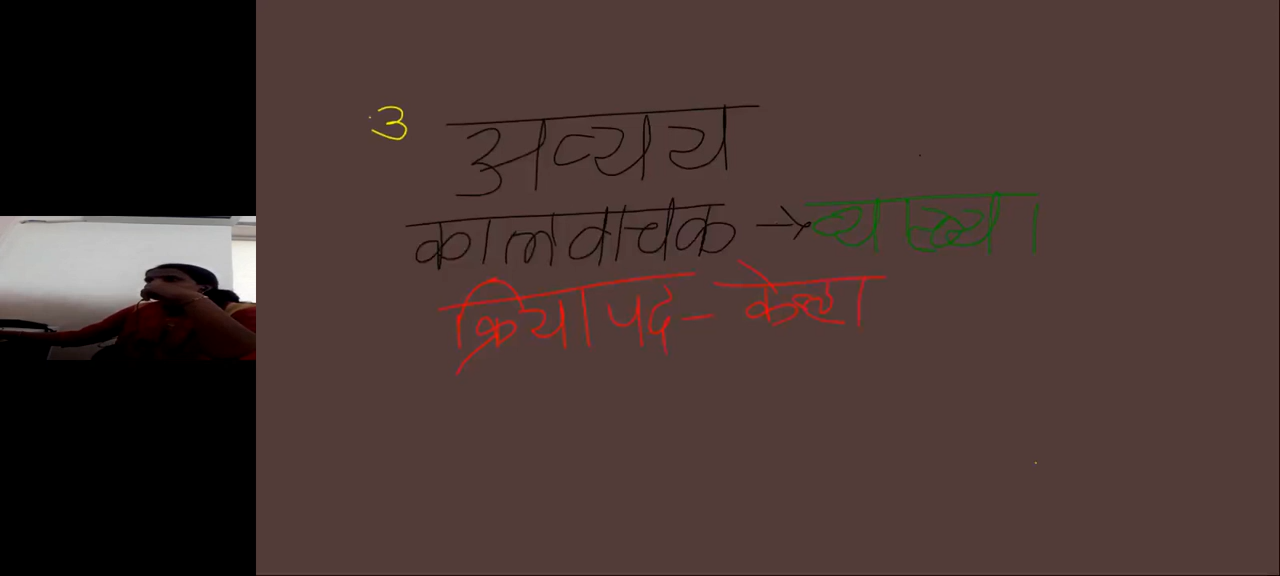 3 अव्यय
कालवाचक → व्याख्या
क्रियापद - केव्हा